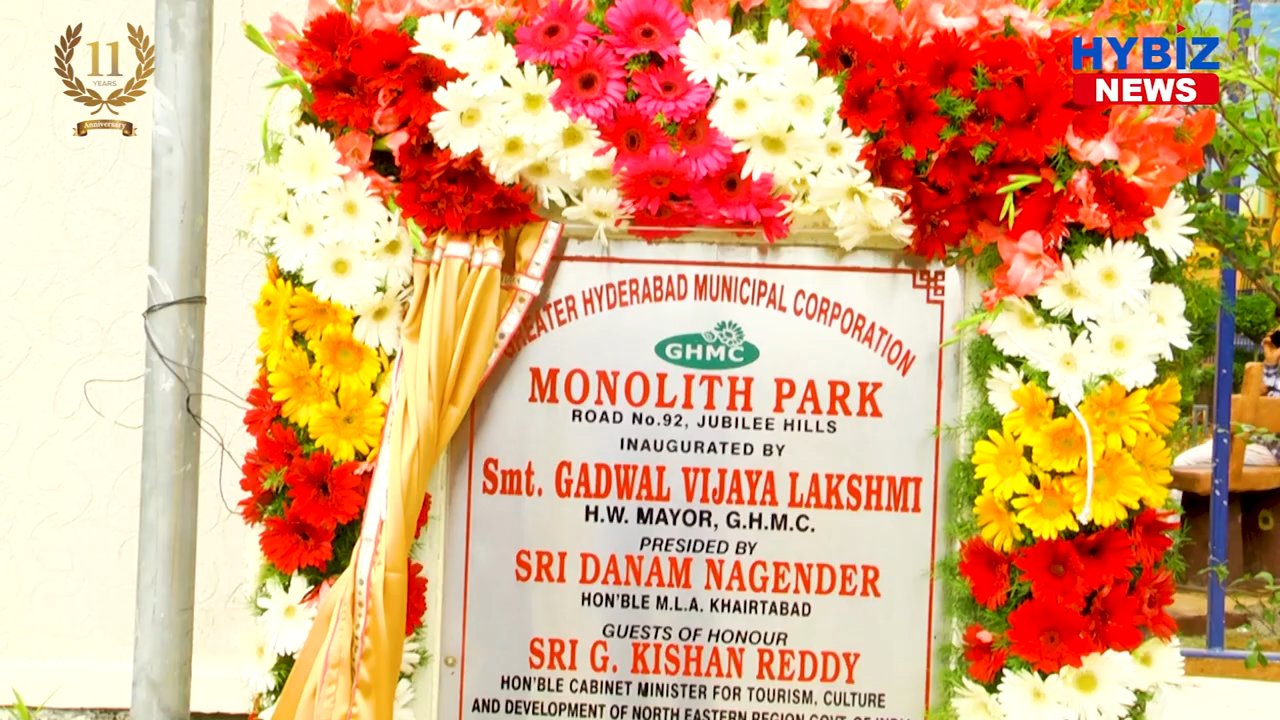 11
YEARS
Anniversary
HYBIZ
NEWS
GREATER HYDERABAD MUNICIPAL CORPORATION
GHMC
MONOLITH PARK
ROAD No.92, JUBILEE HILLS
INAUGURATED BY
Smt. GADWAL VIJAYA LAKSHMI
H.W. MAYOR, G.H.M.C.
PRESIDED BY
SRI DANAM NAGENDER
HON'BLE M.L.A. KHAIRTABAD
GUESTS OF HONOUR
SRI G. KISHAN REDDY
HON'BLE CABINET MINISTER FOR TOURISM, CULTURE
AND DEVELOPMENT OF NORTH EASTERN REGION GOVT. OF